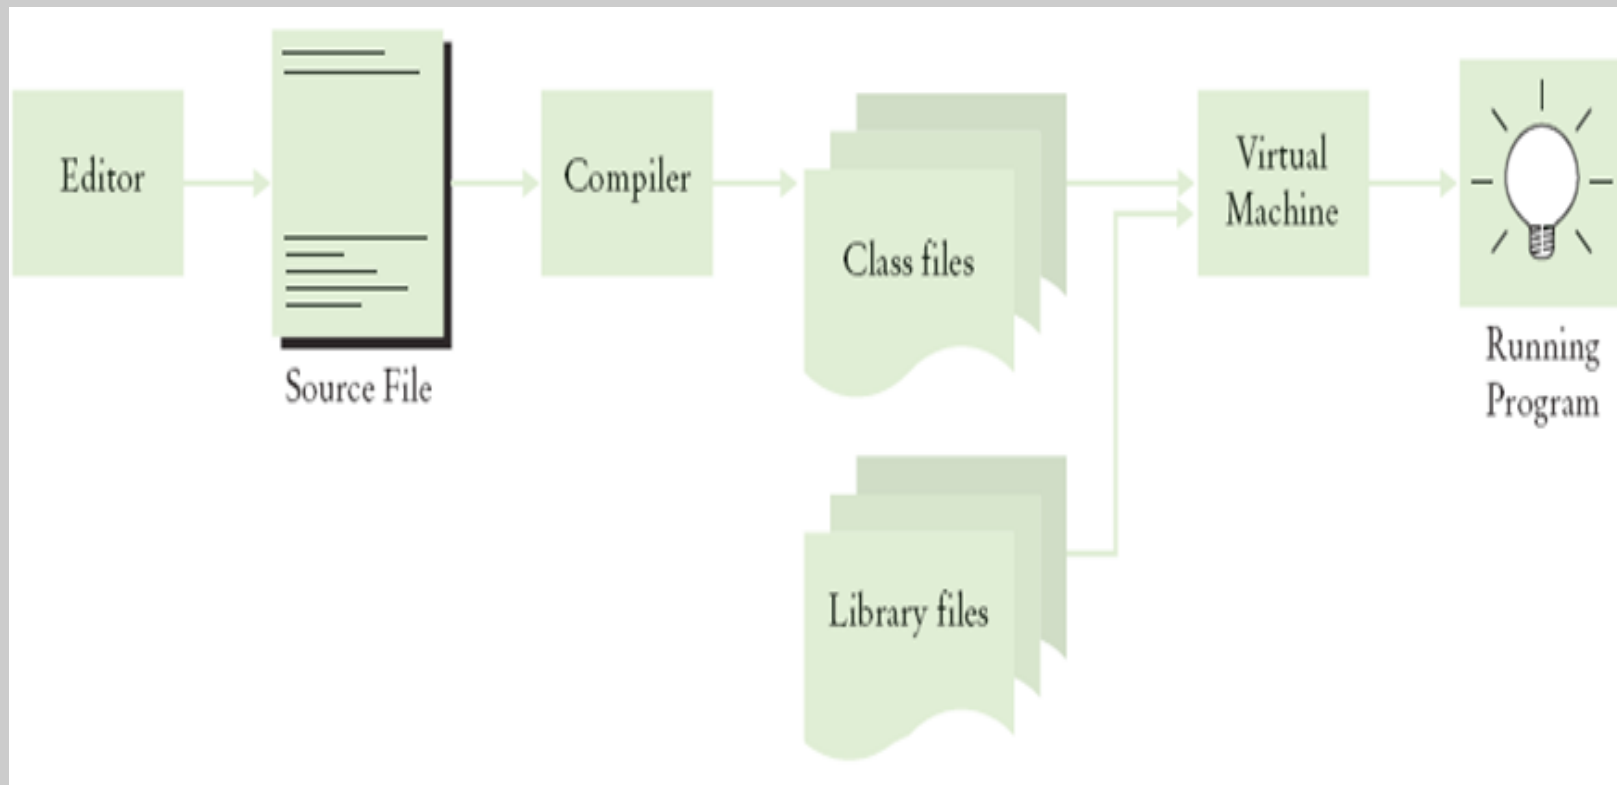 Editor
Source File
Compiler
Class files
Library files
Virtual
Machine
Running
Program